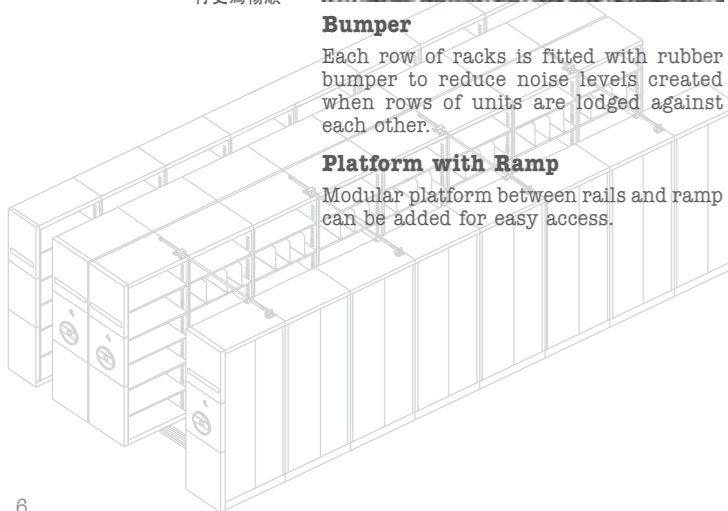 Bumper
Each row of racks is fitted with rubber
bumper to reduce noise levels created
when rows of units are lodged against
each other.
Platform with Ramp
Modular platform between rails and ramp
can be added for easy access.
6